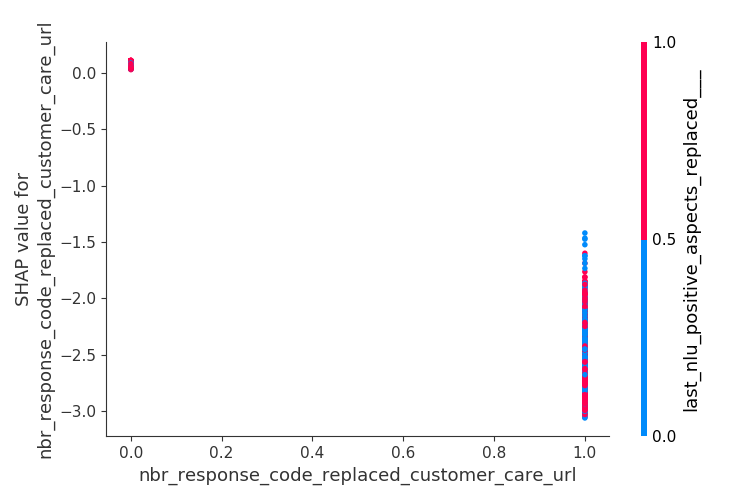 SHAP value for
nbr_response_code_replaced_customer_care_url
0.0
−0.5
−1.0
−1.5
−2.0
−2.5
−3.0
0.0 0.2 0.4 0.6 0.8 1.0
nbr_response_code_replaced_customer_care_url
1.0
0.5
0.0
last_nlu_positive_aspects_replaced___